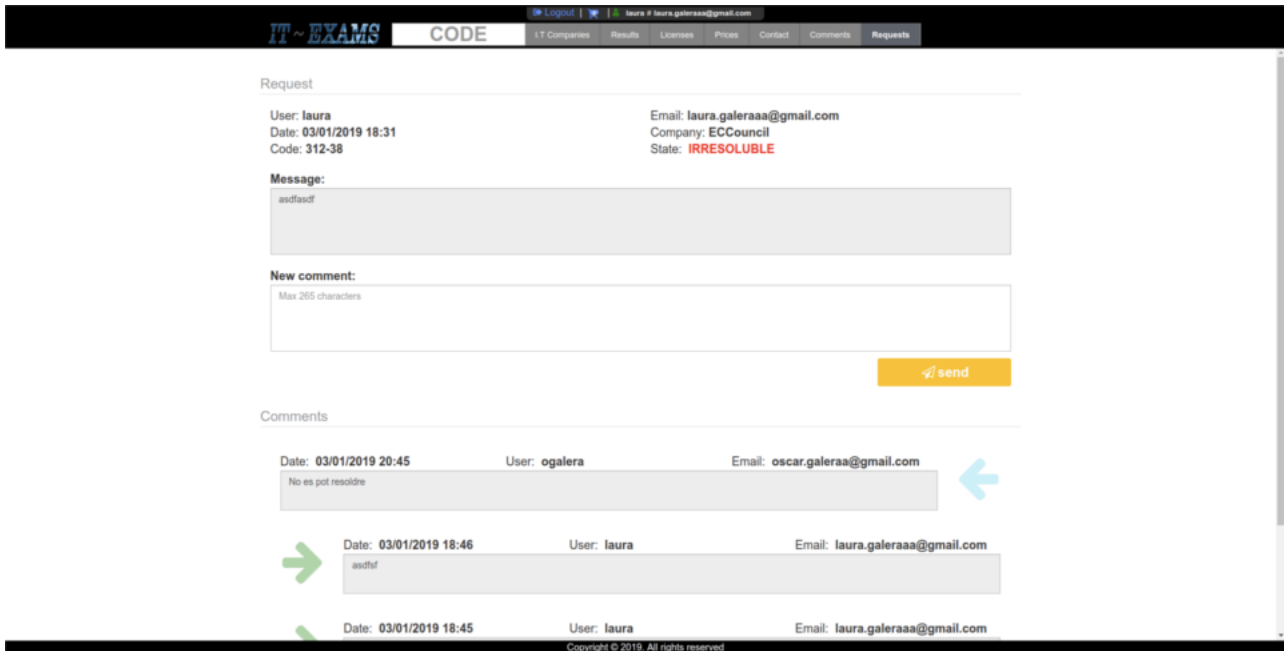 Logout | | laura # laura.galeraaa@gmail.com
IT~EXAMS CODE I.T Companies Results Licenses Prices Contact Comments Requests
Request
User: laura Email: laura.galeraaa@gmail.com
Date: 03/01/2019 18:31 Company: ECCouncil
Code: 312-38 State: IRRESOLUBLE
Message:
asdfasdf
New comment:
Max 265 characters
send
Comments
Date: 03/01/2019 20:45 User: ogalera Email: oscar.galeraa@gmail.com
No es pot resoldre
Date: 03/01/2019 18:46 User: laura Email: laura.galeraaa@gmail.com
asdfsf
Date: 03/01/2019 18:45 User: laura Email: laura.galeraaa@gmail.com
Copyright © 2019. All rights reserved